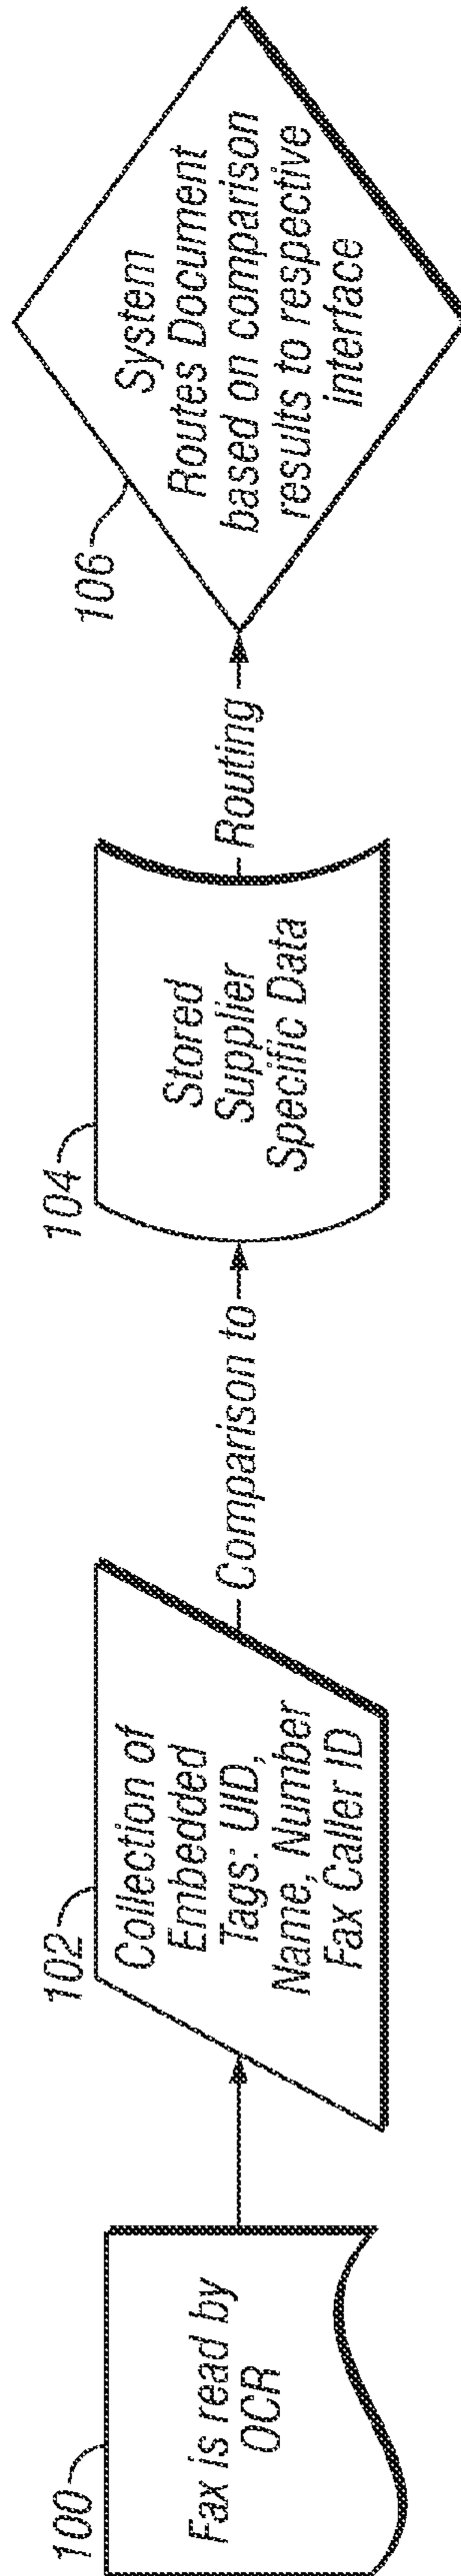 100
Fax is read by
OCR
102
Collection of
Embedded
Tags: UID,
Name, Number
Fax Caller ID
Comparison to
104
Stored
Supplier
Specific Data
Routing
106
System
Routes Document
based on comparison
results to respective
interface